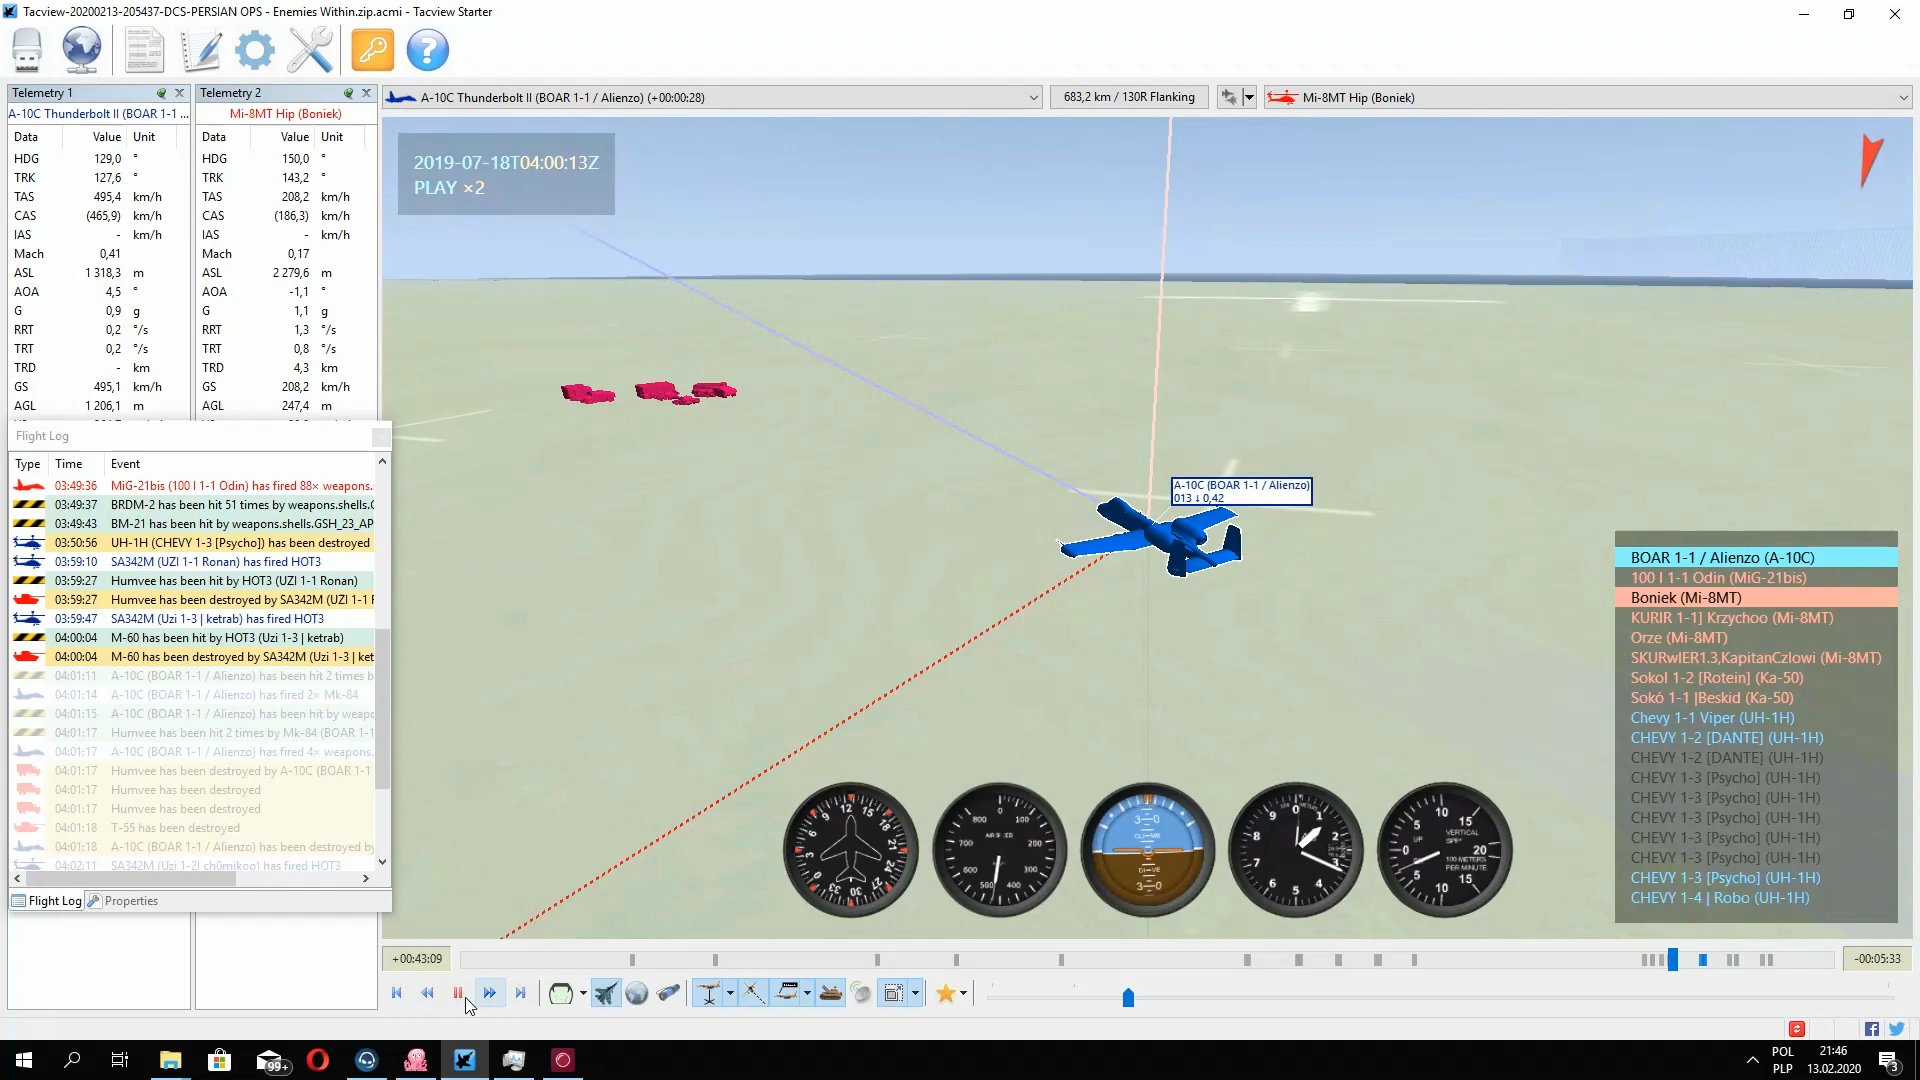 Tacview-20200213-205437-DCS-PERSIAN OPS - Enemies Within.zip.acmi - Tacview Starter
Telemetry 1
A-10C Thunderbolt II (BOAR 1-1 ...
Data Value Unit
HDG 129,0 °
TRK 127,6 °
TAS 495,4 km/h
CAS (465,9) km/h
IAS - km/h
Mach 0,41
ASL 1 318,3 m
AOA 4,5 °
G 0,9 g
RRT 0,2 °/s
TRT 0,2 °/s
TRD - km
GS 495,1 km/h
AGL 1 206,1 m
Telemetry 2
Mi-8MT Hip (Boniek)
Data Value Unit
HDG 150,0 °
TRK 143,2 °
TAS 208,2 km/h
CAS (186,3) km/h
IAS - km/h
Mach 0,17
ASL 2 279,6 m
AOA -1,1 °
G 1,1 g
RRT 1,3 °/s
TRT 0,8 °/s
TRD 4,3 km
GS 208,2 km/h
AGL 247,4 m
A-10C Thunderbolt II (BOAR 1-1 / Alienzo) (+00:00:28)
683,2 km / 130R Flanking
Mi-8MT Hip (Boniek)
2019-07-18T04:00:13Z
PLAY ×2
A-10C (BOAR 1-1 / Alienzo)
013 ↓ 0,42
Flight Log
Type Time Event
03:49:36 MiG-21bis (100 I 1-1 Odin) has fired 88× weapons.
03:49:37 BRDM-2 has been hit 51 times by weapons.shells.G
03:49:43 BM-21 has been hit by weapons.shells.GSH_23_AP
03:50:56 UH-1H (CHEVY 1-3 [Psycho]) has been destroyed
03:59:10 SA342M (UZI 1-1 Ronan) has fired HOT3
03:59:27 Humvee has been hit by HOT3 (UZI 1-1 Ronan)
03:59:27 Humvee has been destroyed by SA342M (UZI 1-1 R
03:59:47 SA342M (Uzi 1-3 | ketrab) has fired HOT3
04:00:04 M-60 has been hit by HOT3 (Uzi 1-3 | ketrab)
04:00:04 M-60 has been destroyed by SA342M (Uzi 1-3 | ket
04:01:11 A-10C (BOAR 1-1 / Alienzo) has been hit 2 times b
04:01:14 A-10C (BOAR 1-1 / Alienzo) has fired 2× Mk-84
04:01:15 A-10C (BOAR 1-1 / Alienzo) has been hit by weapo
04:01:17 Humvee has been hit 2 times by Mk-84 (BOAR 1-1
04:01:17 A-10C (BOAR 1-1 / Alienzo) has fired 4× weapons.
04:01:17 Humvee has been destroyed by A-10C (BOAR 1-1
04:01:17 Humvee has been destroyed
04:01:17 Humvee has been destroyed
04:01:18 T-55 has been destroyed
04:01:18 A-10C (BOAR 1-1 / Alienzo) has been destroyed by
04:02:11 SA342M (Uzi 1-2| ch0mikop) has fired HOT3
Flight Log Properties
BOAR 1-1 / Alienzo (A-10C)
100 I 1-1 Odin (MiG-21bis)
Boniek (Mi-8MT)
KURIR 1-1] Krzychoo (Mi-8MT)
Orze (Mi-8MT)
SKURwIER1.3,KapitanCzlowi (Mi-8MT)
Sokol 1-2 [Rotein] (Ka-50)
Sokó 1-1 |Beskid (Ka-50)
Chevy 1-1 Viper (UH-1H)
CHEVY 1-2 [DANTE] (UH-1H)
CHEVY 1-2 [DANTE] (UH-1H)
CHEVY 1-3 [Psycho] (UH-1H)
CHEVY 1-3 [Psycho] (UH-1H)
CHEVY 1-3 [Psycho] (UH-1H)
CHEVY 1-3 [Psycho] (UH-1H)
CHEVY 1-3 [Psycho] (UH-1H)
CHEVY 1-3 [Psycho] (UH-1H)
CHEVY 1-4 | Robo (UH-1H)
+00:43:09
-00:05:33
99+
POL
PLP
21:46
13.02.2020
3